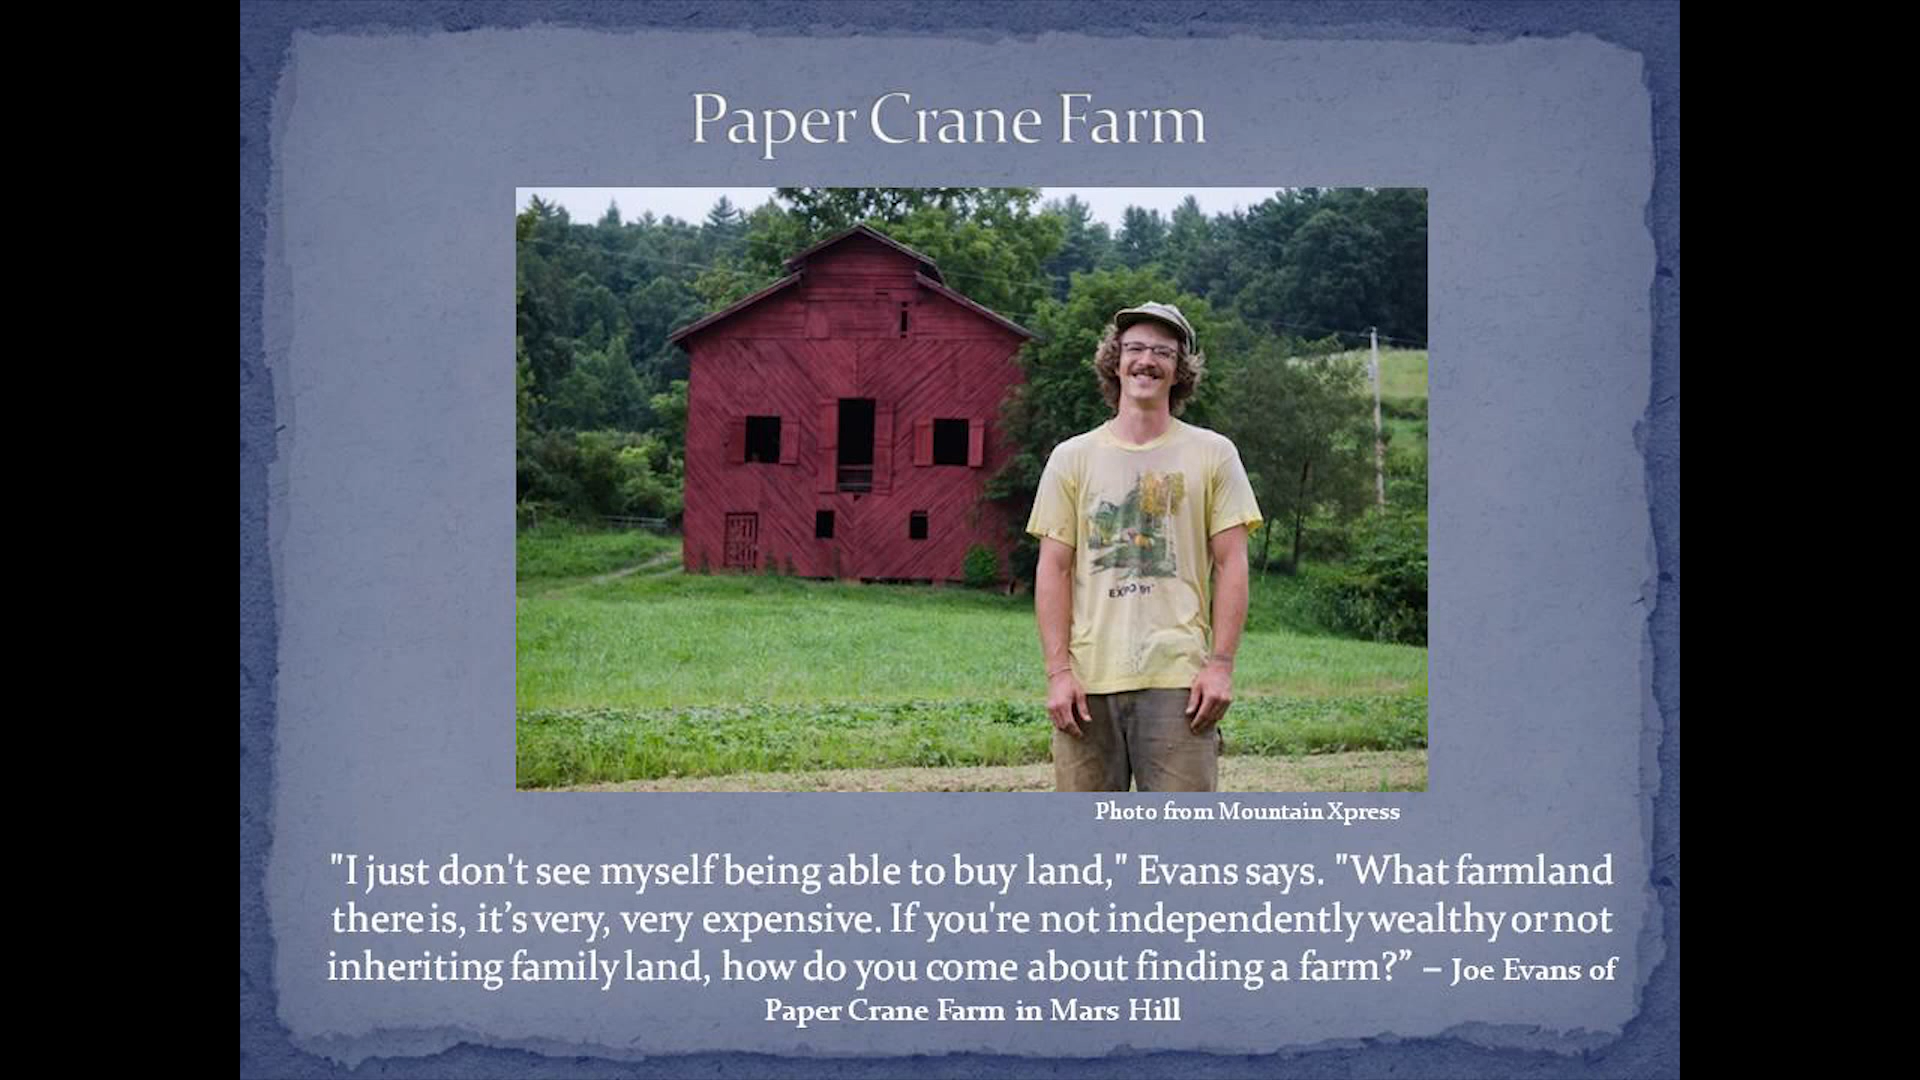 Paper Crane Farm
EXPO 91'
Photo from Mountain Xpress
"I just don't see myself being able to buy land," Evans says. "What farmland
there is, it’s very, very expensive. If you're not independently wealthy or not
inheriting family land, how do you come about finding a farm?” – Joe Evans of
Paper Crane Farm in Mars Hill